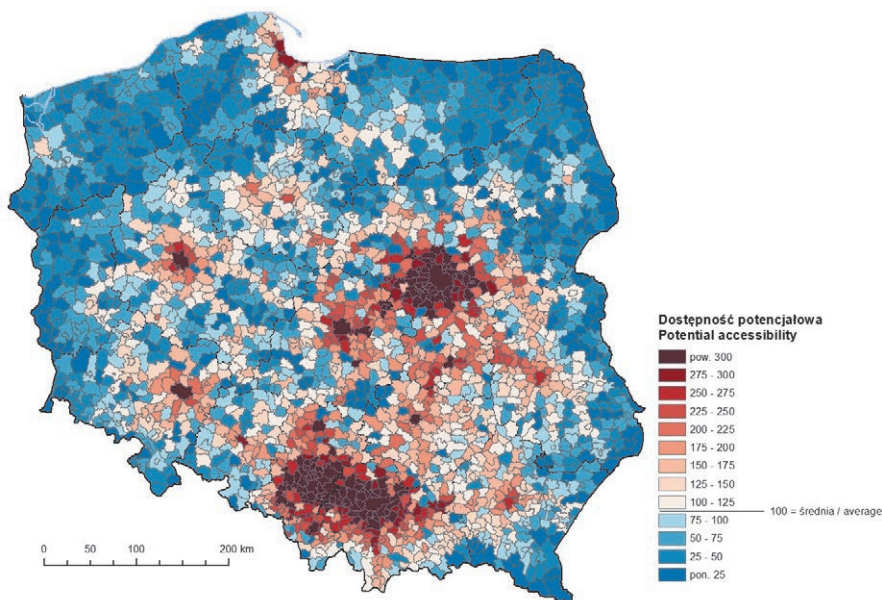 Dostępność potencjałowa
Potential accessibility
pow. 300
275 - 300
250 - 275
225 - 250
200 - 225
175 - 200
150 - 175
125 - 150
100 - 125
100 = średnia / average
75 - 100
50 - 75
25 - 50
pon. 25
0 50 100 200 km